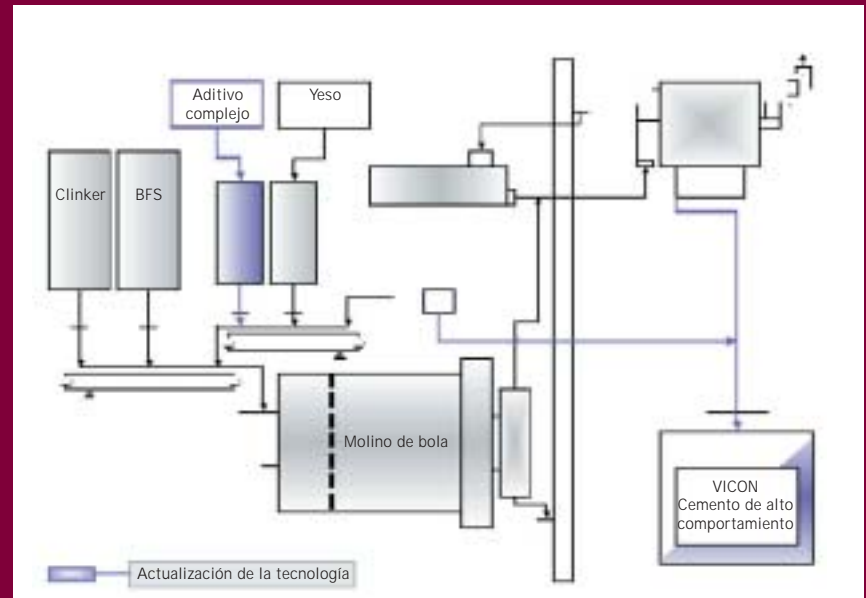 Aditivo
complejo
Yeso
Clinker
BFS
Molino de bola
VICON
Cemento de alto
comportamiento
Actualización de la tecnología